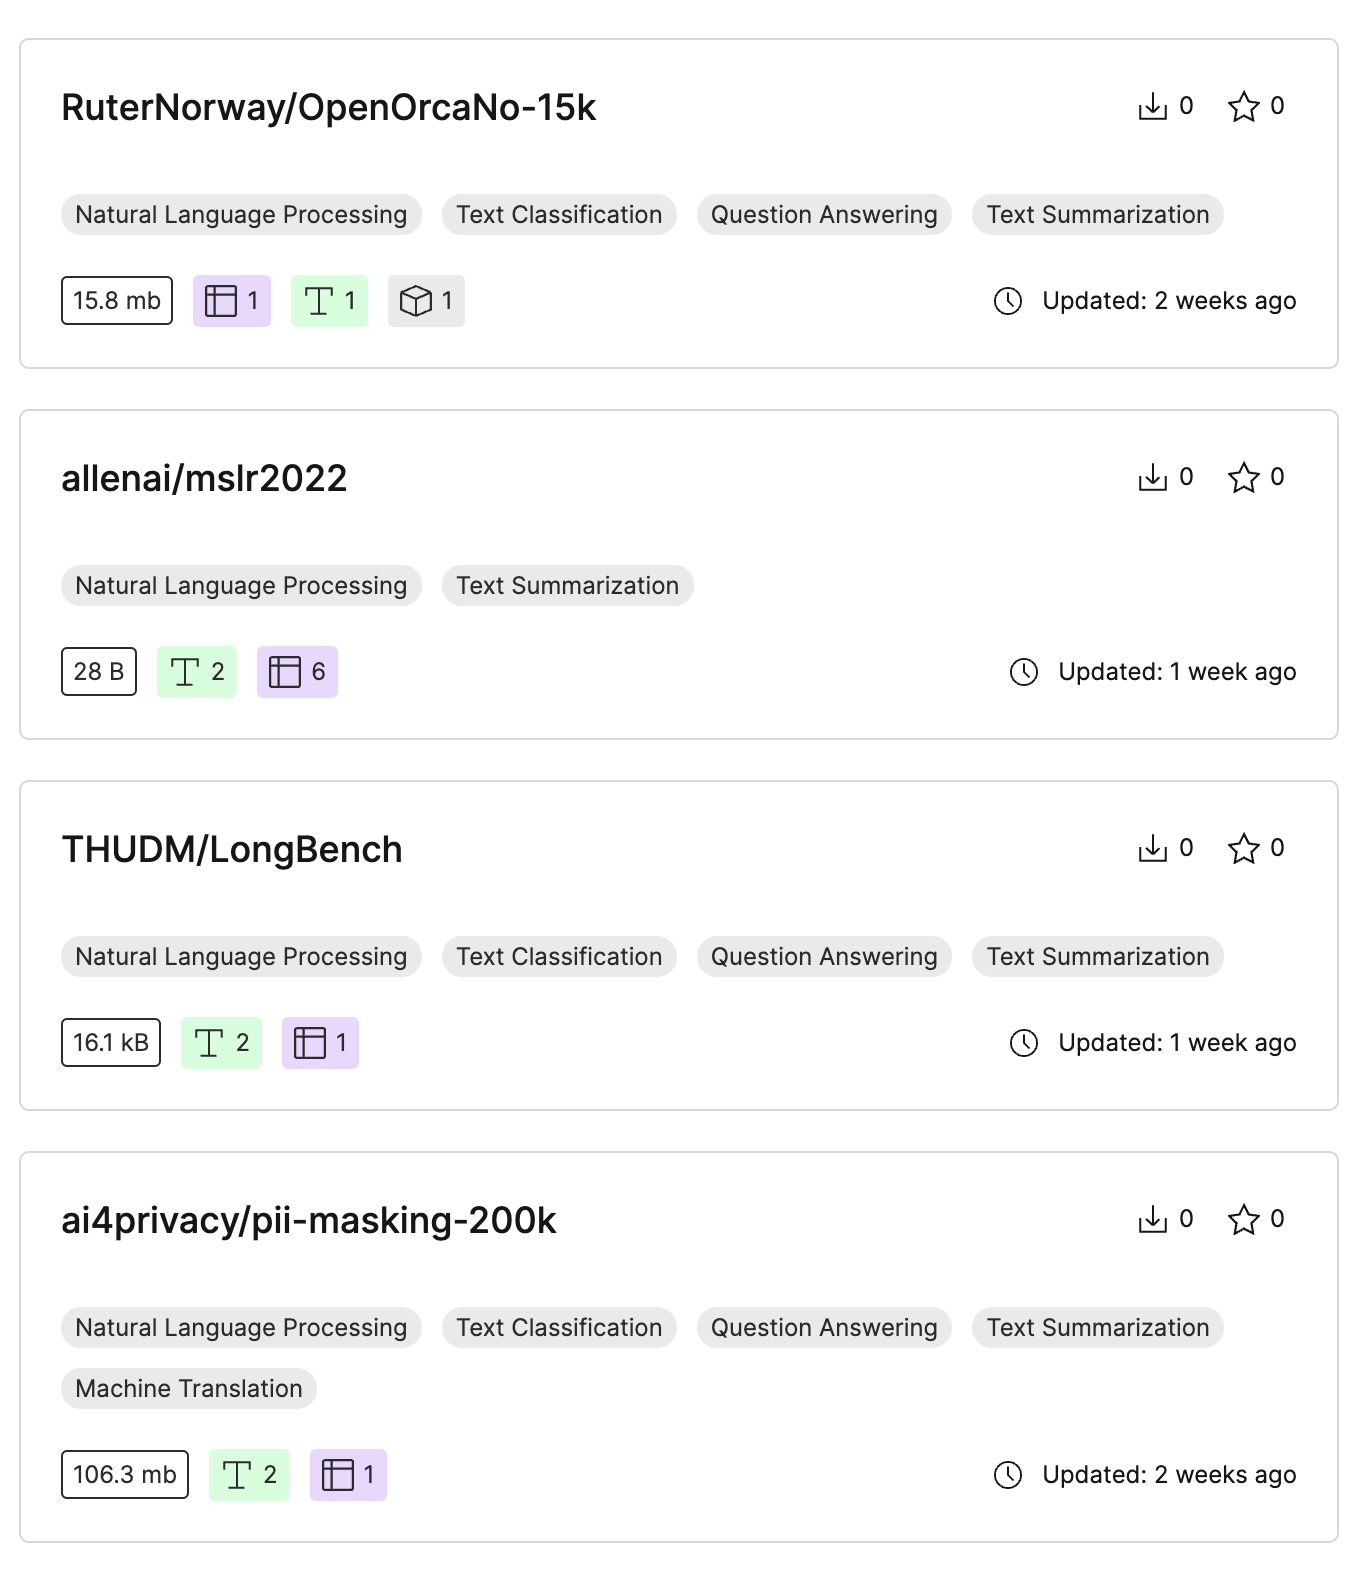 RuterNorway/OpenOrcaNo-15k 0 0
Natural Language Processing Text Classification Question Answering Text Summarization
15.8 mb 1 1 1 Updated: 2 weeks ago
allenai/mslr2022 0 0
Natural Language Processing Text Summarization
28 B 2 6 Updated: 1 week ago
THUDM/LongBench 0 0
Natural Language Processing Text Classification Question Answering Text Summarization
16.1 kB 2 1 Updated: 1 week ago
ai4privacy/pii-masking-200k 0 0
Natural Language Processing Text Classification Question Answering Text Summarization
Machine Translation
106.3 mb 2 1 Updated: 2 weeks ago